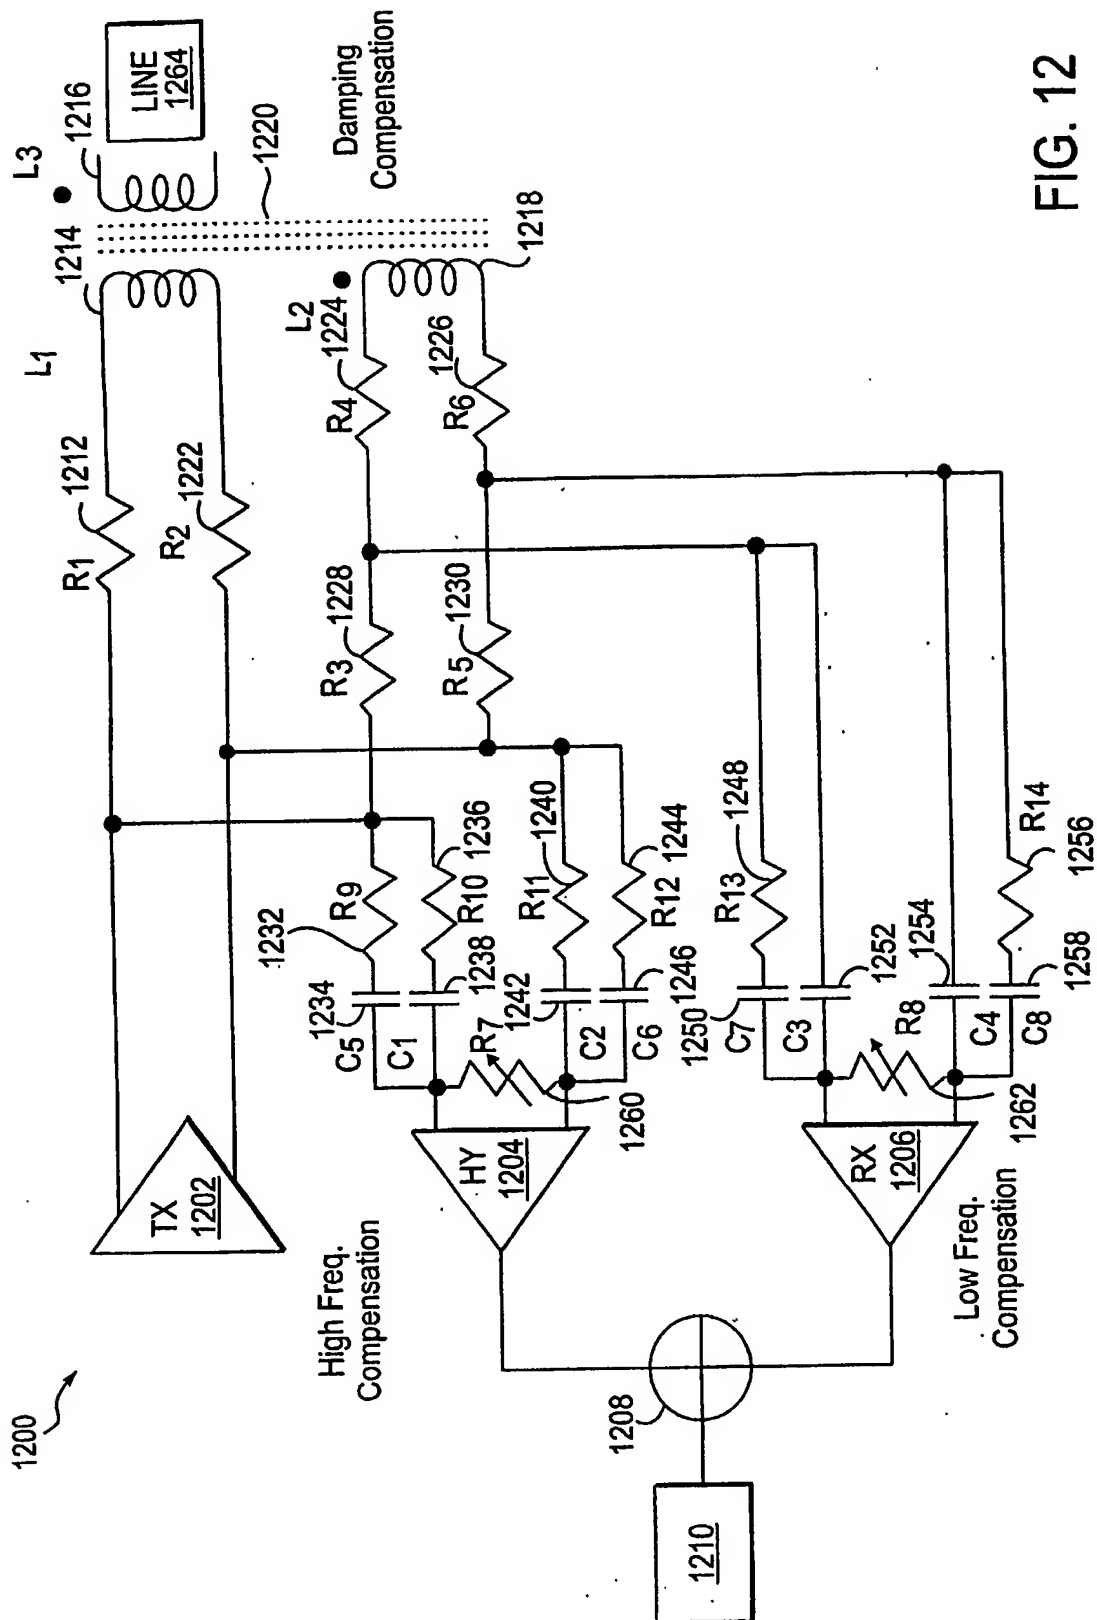 1200
TX
1202
R1
1212
L1
1214
L3
1216
LINE
1264
R2
1222
1220
Damping
Compensation
L2
1224
1218
R4
R6
1226
R3
1228
R5
1230
High Freq.
Compensation
1232
R9
1234
C5
R10
1236
1238
C1
R7
HY
1204
1260
R11
1240
1242
C2
R12
1244
1246
C6
1208
1210
R13
1248
1250
C7
1252
C3
R8
RX
1206
1262
1254
C4
R14
1256
1258
C8
Low Freq.
Compensation
FIG. 12